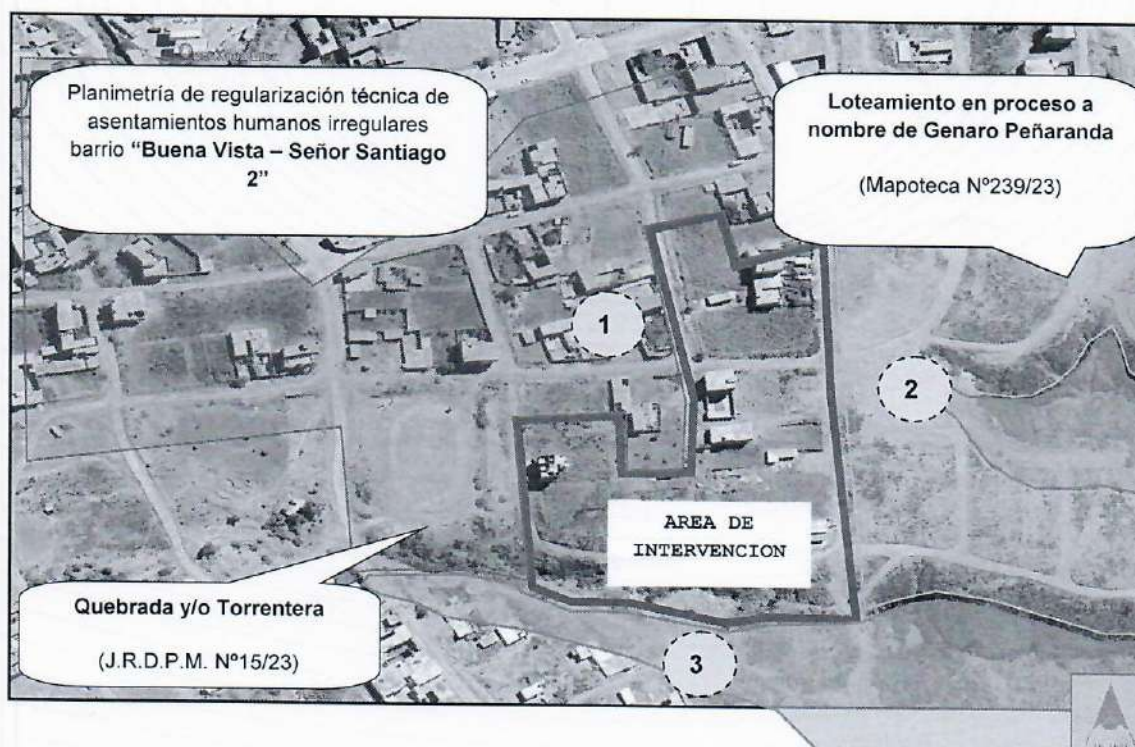 Planimetría de regularización técnica de
asentamientos humanos irregulares
barrio “Buena Vista – Señor Santiago
2”
Loteamiento en proceso a
nombre de Genaro Peñaranda
(Mapoteca Nº239/23)
1
2
AREA DE
INTERVENCION
Quebrada y/o Torrentera
(J.R.D.P.M. Nº15/23)
3